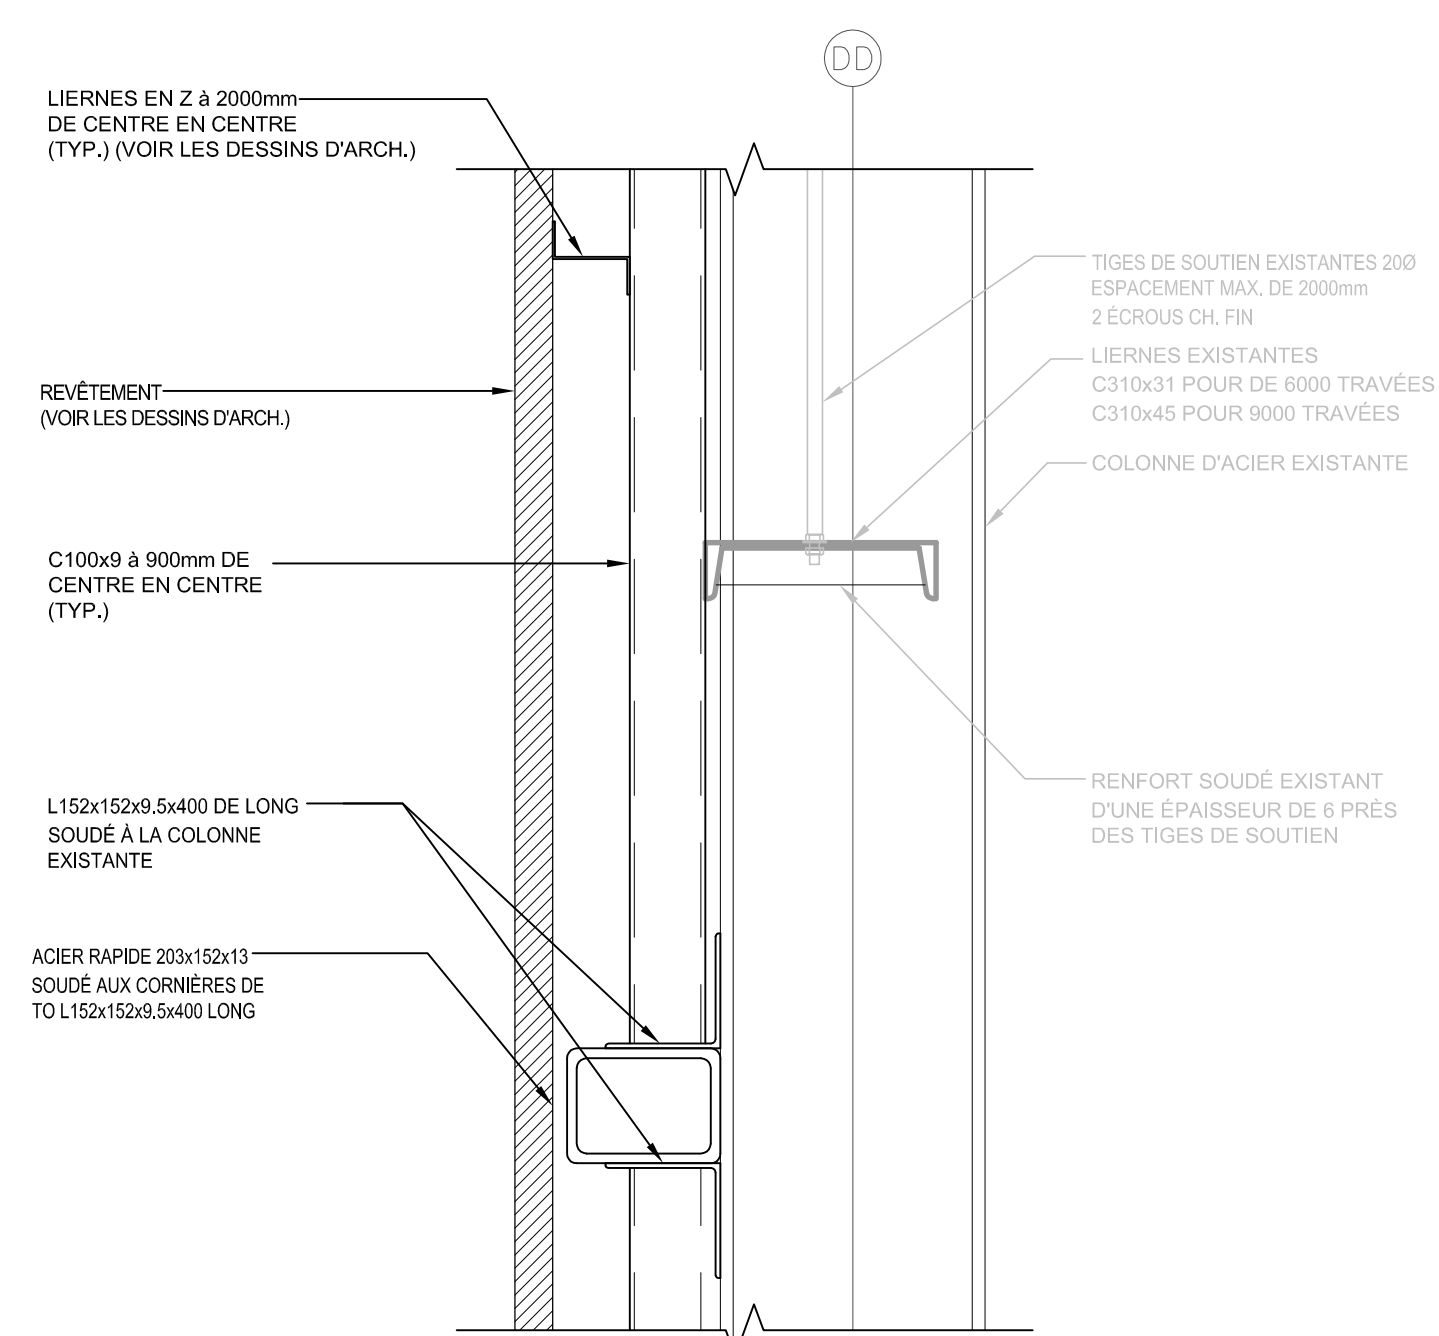 DD
LIERNES EN Z à 2000mm
DE CENTRE EN CENTRE
(TYP.) (VOIR LES DESSINS D'ARCH.)
TIGES DE SOUTIEN EXISTANTES 20Ø
ESPACEMENT MAX. DE 2000mm
2 ÉCROUS CH. FIN
LIERNES EXISTANTES
C310x31 POUR DE 6000 TRAVÉES
C310x45 POUR 9000 TRAVÉES
REVÊTEMENT
(VOIR LES DESSINS D'ARCH.)
COLONNE D'ACIER EXISTANTE
C100x9 à 900mm DE
CENTRE EN CENTRE
(TYP.)
RENFORT SOUDÉ EXISTANT
D'UNE ÉPAISSEUR DE 6 PRÈS
DES TIGES DE SOUTIEN
L152x152x9.5x400 DE LONG
SOUDÉ À LA COLONNE
EXISTANTE
ACIER RAPIDE 203x152x13
SOUDÉ AUX CORNIÈRES DE
TO L152x152x9.5x400 LONG